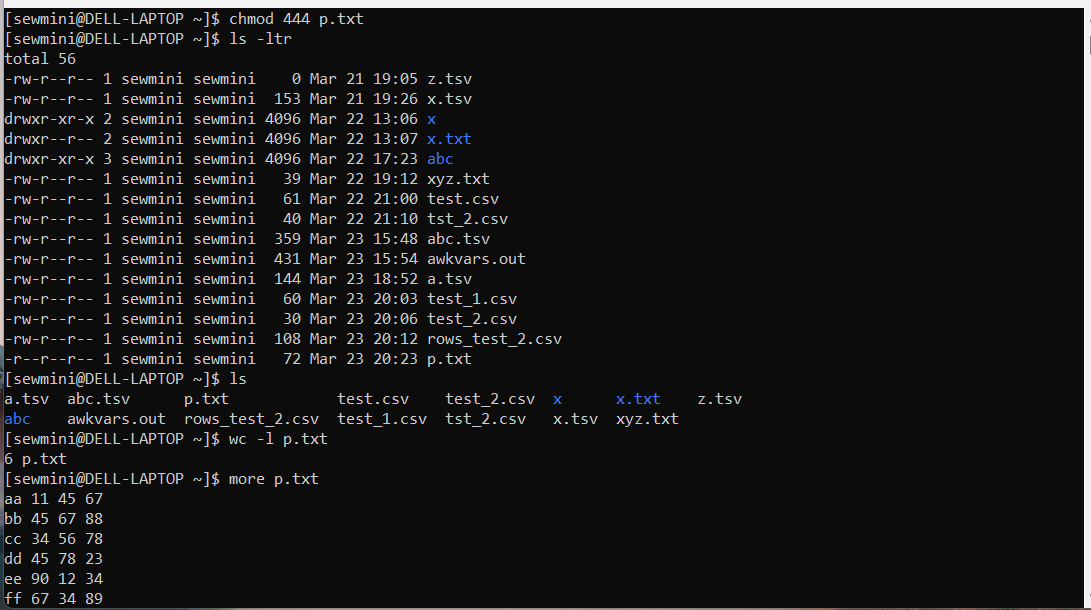 [sewmini@DELL-LAPTOP ~]$ chmod 444 p.txt
[sewmini@DELL-LAPTOP ~]$ ls -ltr
total 56
-rw-r--r-- 1 sewmini sewmini    0 Mar 21 19:05 z.tsv
-rw-r--r-- 1 sewmini sewmini  153 Mar 21 19:26 x.tsv
drwxr-xr-x 2 sewmini sewmini 4096 Mar 22 13:06 x
drwxr--r-- 2 sewmini sewmini 4096 Mar 22 13:07 x.txt
drwxr-xr-x 3 sewmini sewmini 4096 Mar 22 17:23 abc
-rw-r--r-- 1 sewmini sewmini   39 Mar 22 19:12 xyz.txt
-rw-r--r-- 1 sewmini sewmini   61 Mar 22 21:00 test.csv
-rw-r--r-- 1 sewmini sewmini   40 Mar 22 21:10 tst_2.csv
-rw-r--r-- 1 sewmini sewmini  359 Mar 23 15:48 abc.tsv
-rw-r--r-- 1 sewmini sewmini  431 Mar 23 15:54 awkvars.out
-rw-r--r-- 1 sewmini sewmini  144 Mar 23 18:52 a.tsv
-rw-r--r-- 1 sewmini sewmini   60 Mar 23 20:03 test_1.csv
-rw-r--r-- 1 sewmini sewmini   30 Mar 23 20:06 test_2.csv
-rw-r--r-- 1 sewmini sewmini  108 Mar 23 20:12 rows_test_2.csv
-r--r--r-- 1 sewmini sewmini   72 Mar 23 20:23 p.txt
[sewmini@DELL-LAPTOP ~]$ ls
a.tsv  abc.tsv      p.txt            test.csv    test_2.csv  x      x.txt    z.tsv
abc    awkvars.out  rows_test_2.csv  test_1.csv  tst_2.csv   x.tsv  xyz.txt
[sewmini@DELL-LAPTOP ~]$ wc -l p.txt
6 p.txt
[sewmini@DELL-LAPTOP ~]$ more p.txt
aa 11 45 67
bb 45 67 88
cc 34 56 78
dd 45 78 23
ee 90 12 34
ff 67 34 89